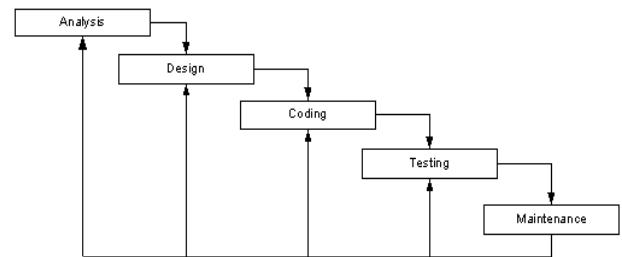 Analysis
Design
Coding
Testing
Maintenance